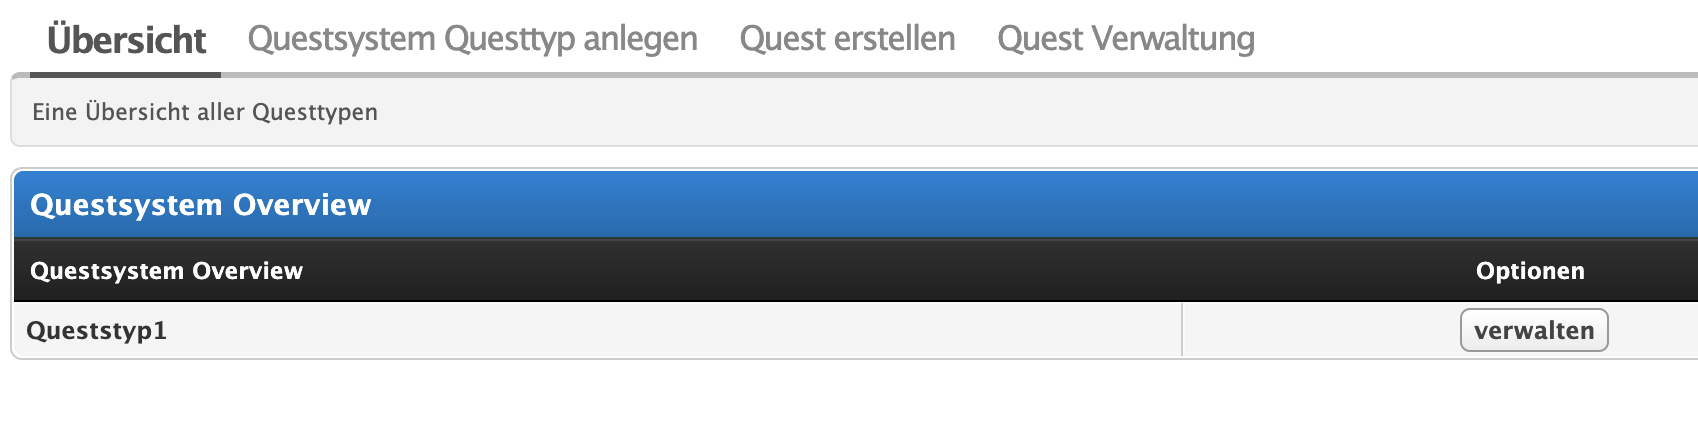 Übersicht Questsystem Questtyp anlegen Quest erstellen Quest Verwaltung
Eine Übersicht aller Questtypen
Questsystem Overview
Questsystem Overview Optionen
Queststyp1 verwalten